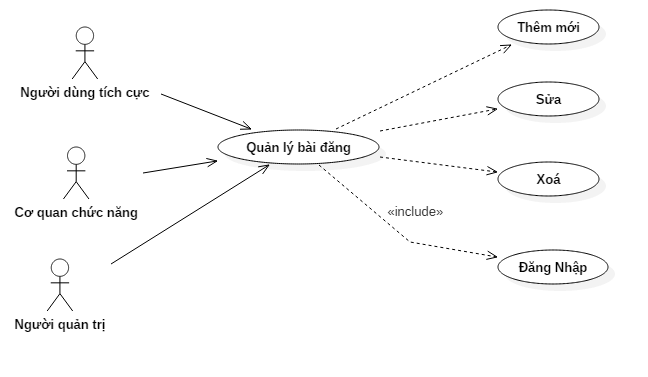 Thêm mới
Người dùng tích cực
Sửa
Quản lý bài đăng
Xoá
Cơ quan chức năng
«include»
Đăng Nhập
Người quản trị